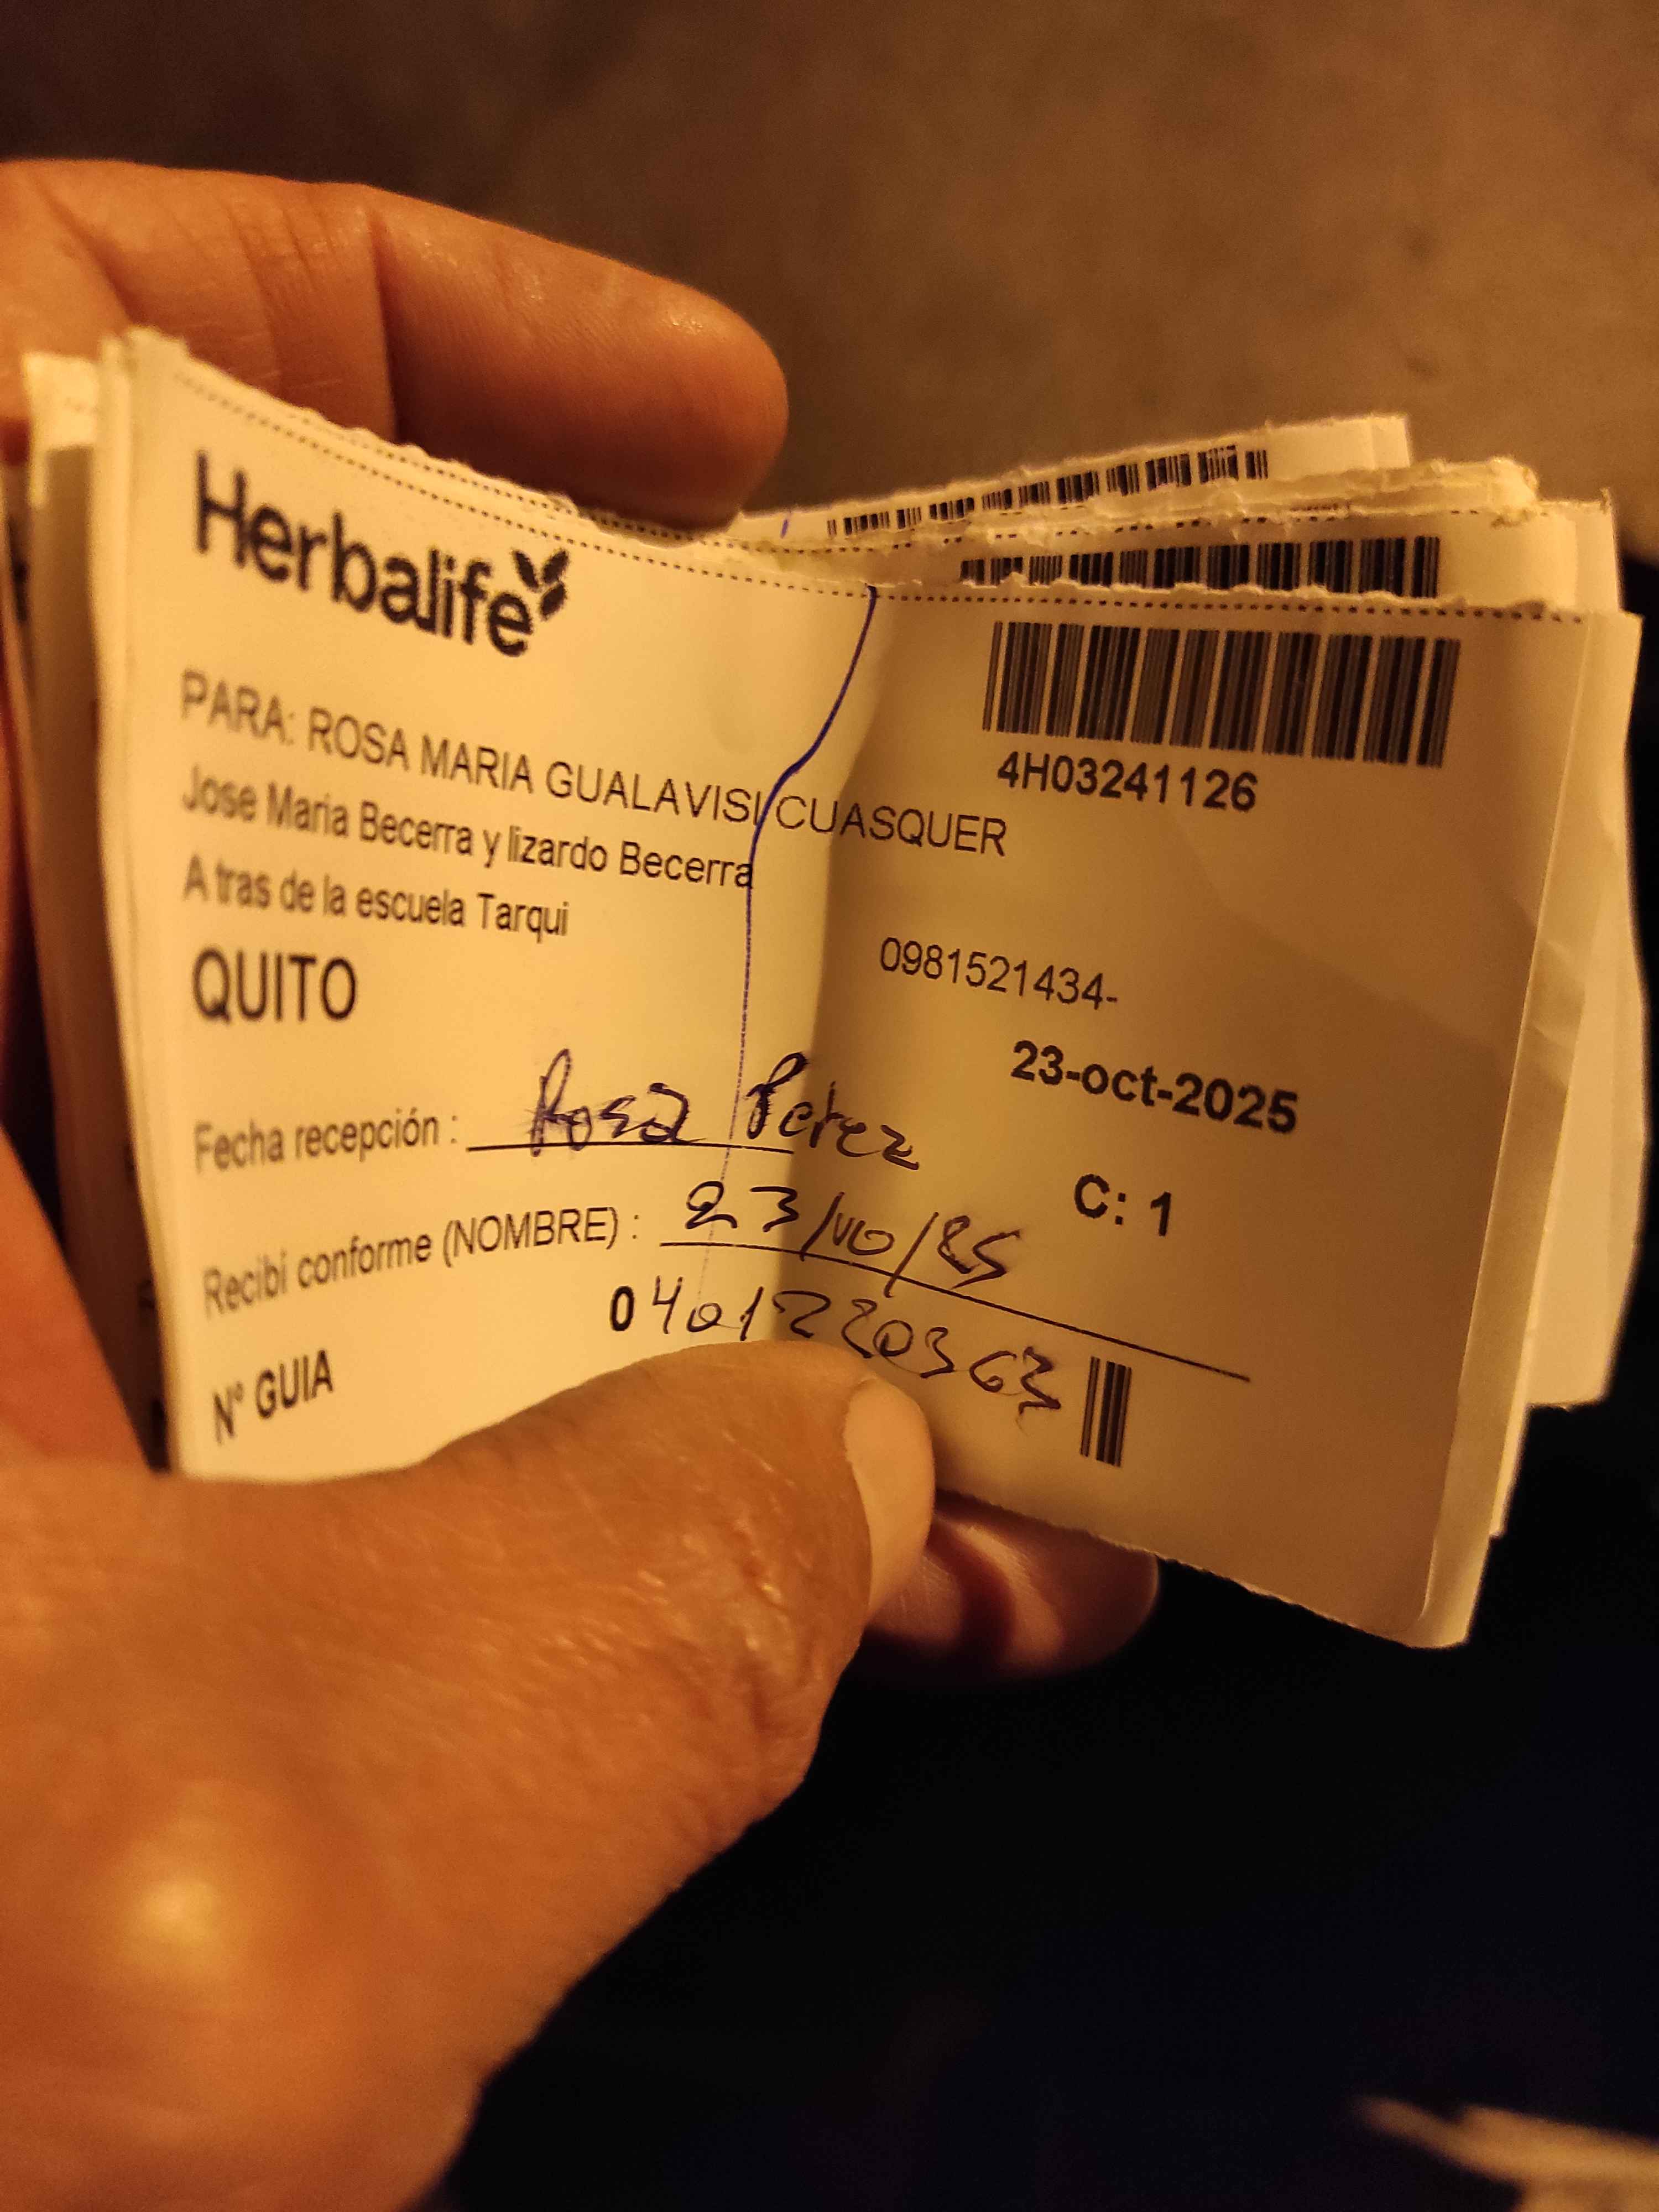 Herbalife
4H03241126
PARA: ROSA MARIA GUALAVISI CUASQUER
Jose Maria Becerra y lizardo Becerra
A tras de la escuela Tarqui
0981521434-
QUITO
23-oct-2025
Fecha recepción : Rosa Perez
C: 1
Recibí conforme (NOMBRE) : 23/10/25
0401220363
N° GUIA